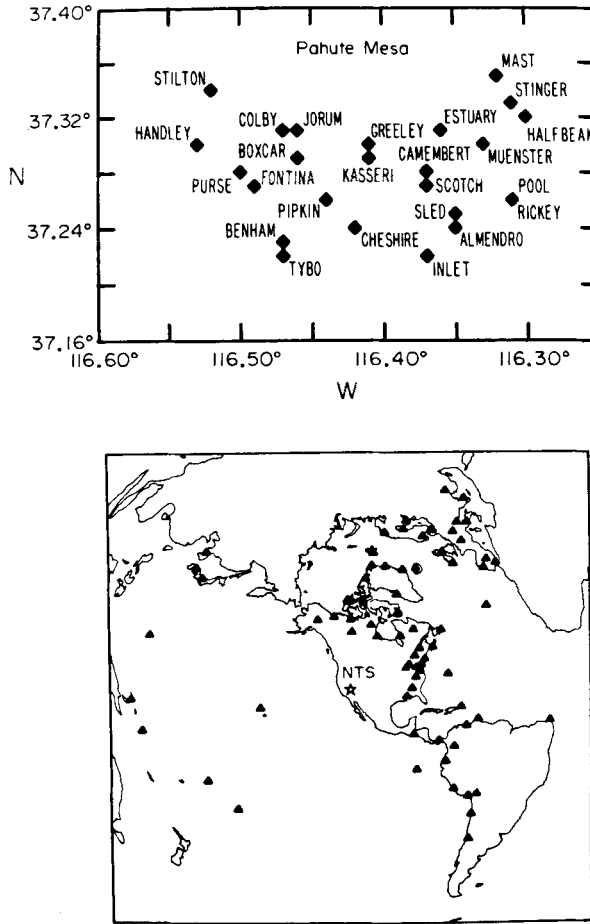 37.40°
Pahute Mesa
MAST
STILTON
STINGER
37.32
COLBY
JORUM
ESTUARY
GREELEY
HALFBEAK
HANDLEY
BOXCAR
CAMEMBERT
MUENSTER
N
KASSERI
PURSE
FONTINA
SCOTCH
POOL
PIPKIN
SLED
RICKEY
37.24
BENHAM
CHESHIRE
ALMENDRO
TYBO
INLET
37.16
116.60°
116.50°
116.40°
116.30°
W
NTS